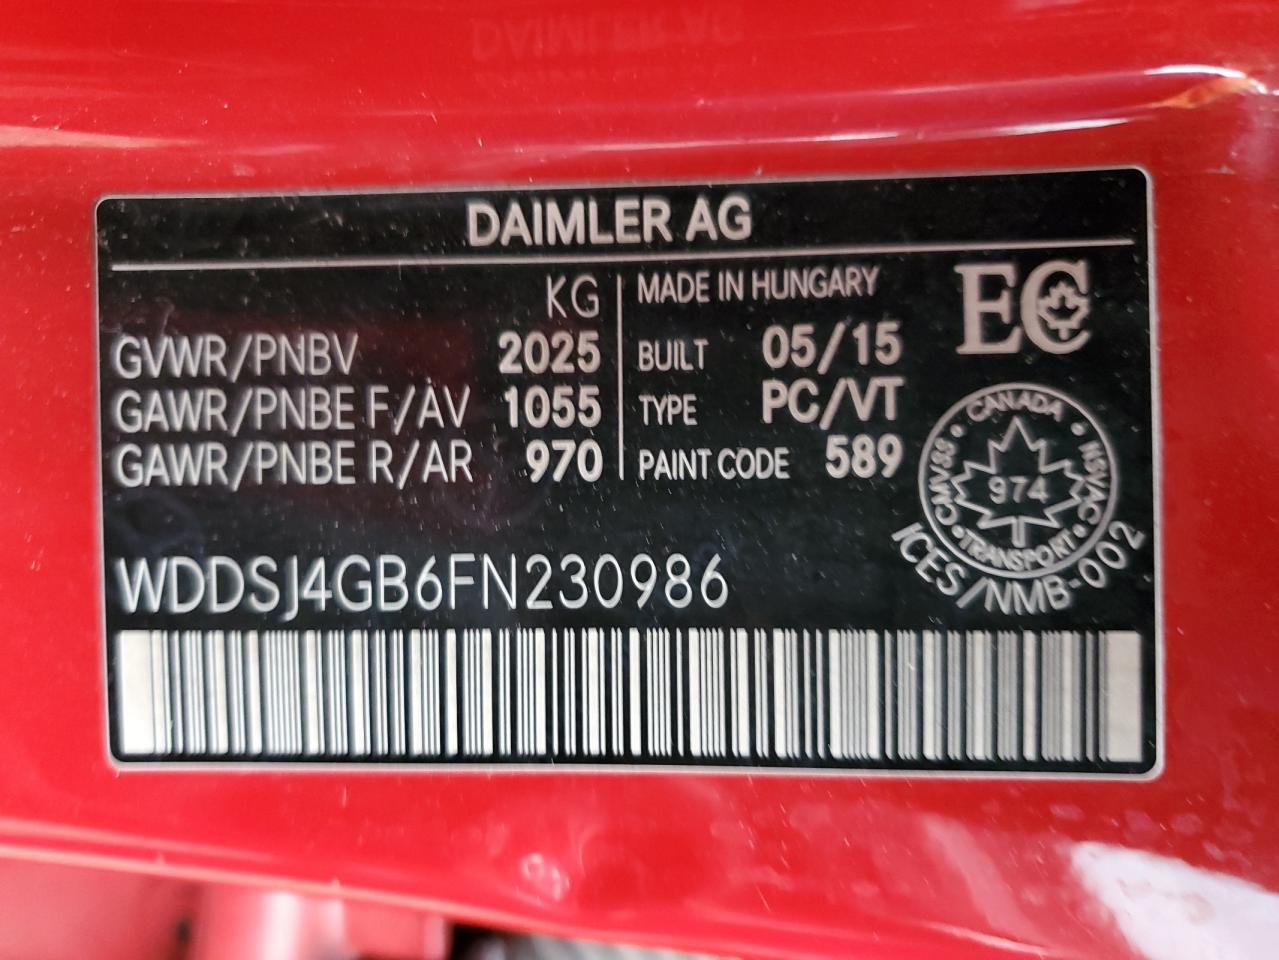 DAIMLER AG
KG
GVWR/PNBV 2025
GAWR/PNBE F/AV 1055
GAWR/PNBE R/AR 970
MADE IN HUNGARY
BUILT 05/15
TYPE PC/VT
PAINT CODE 589
EC
CANADA
CMVSS • NSVAC
974
TRANSPORT
ICES/NMB-002
WDDSJ4GB6FN230986